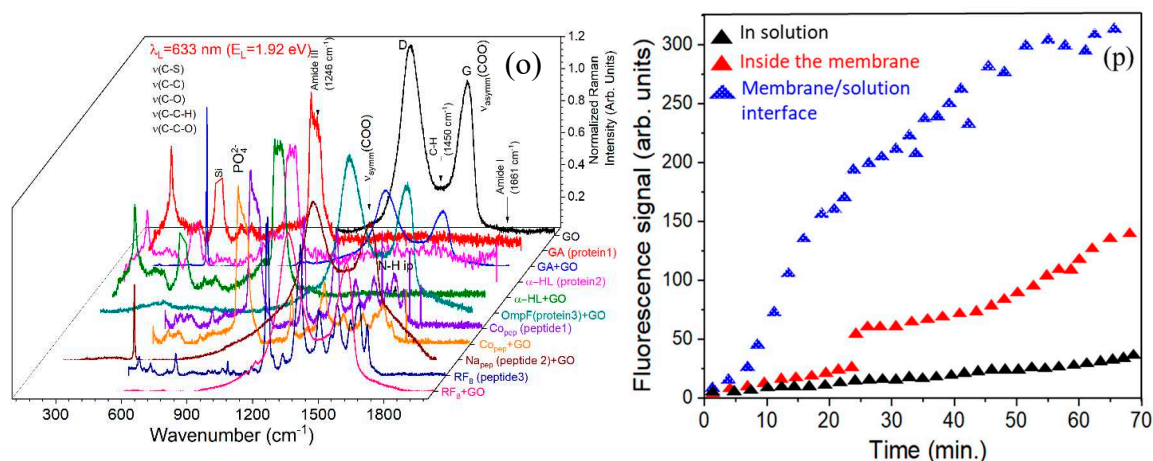 λL=633 nm (EL=1.92 eV)
ν(C-S)
ν(C-C)
ν(C-O)
ν(C-C-H)
ν(C-C-O)
PO₄²⁻
Si
Amide III
(1246 cm⁻¹)
(o)
D
νsymm(COO)
C-H
(1450 cm⁻¹)
G
νasymm(COO)
Amide I
(1661 cm⁻¹)
N-H ip
1.2
1.0
0.8
0.6
0.4
0.2
0.0
Normalized Raman
Intensity (Arb. Units)
GO
GA (protein1)
GA+GO
α-HL (protein2)
α-HL+GO
OmpF(protein3)+GO
Copep (peptide1)
Copep+GO
Napep (peptide 2)+GO
RFB (peptide3)
RFB+GO
300 600 900 1200 1500 1800
Wavenumber (cm⁻¹)
(p)
In solution
Inside the membrane
Membrane/solution
interface
Fluorescence signal (arb. units)
300
250
200
150
100
50
0
0 10 20 30 40 50 60 70
Time (min.)